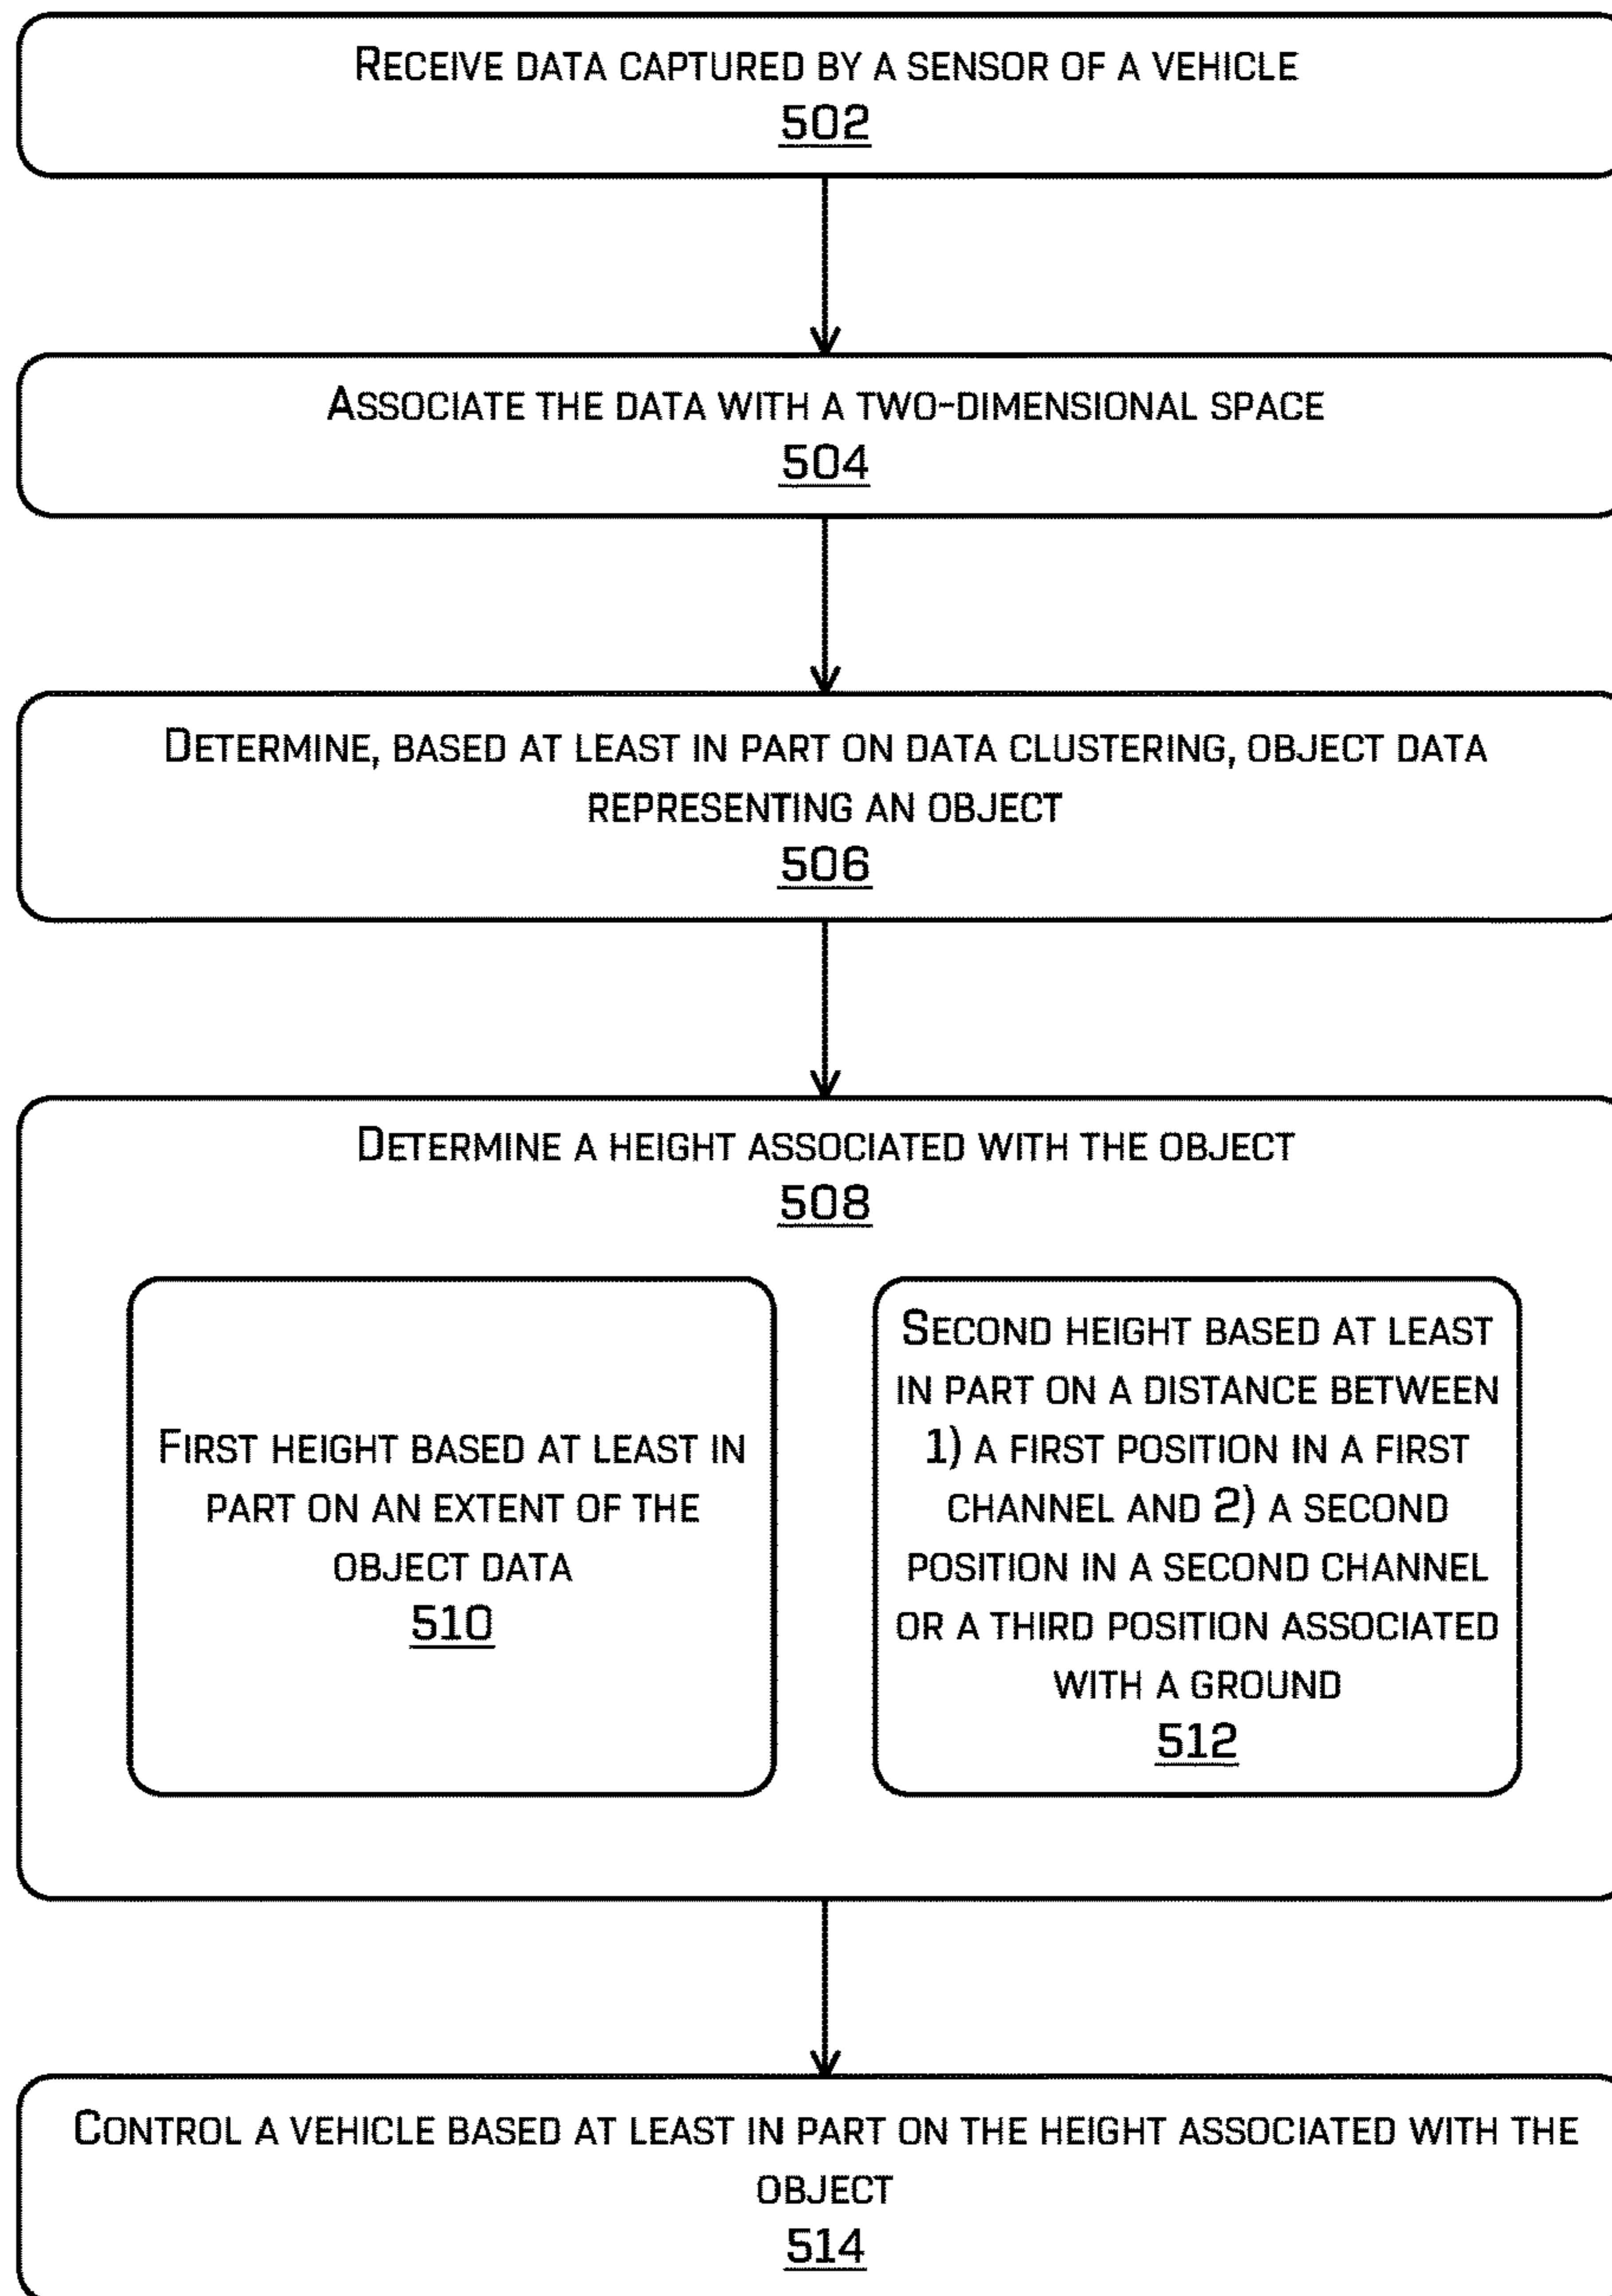 RECEIVE DATA CAPTURED BY A SENSOR OF A VEHICLE
502
ASSOCIATE THE DATA WITH A TWO-DIMENSIONAL SPACE
504
DETERMINE, BASED AT LEAST IN PART ON DATA CLUSTERING, OBJECT DATA
REPRESENTING AN OBJECT
506
DETERMINE A HEIGHT ASSOCIATED WITH THE OBJECT
508
FIRST HEIGHT BASED AT LEAST IN
PART ON AN EXTENT OF THE
OBJECT DATA
510
SECOND HEIGHT BASED AT LEAST
IN PART ON A DISTANCE BETWEEN
1) A FIRST POSITION IN A FIRST
CHANNEL AND 2) A SECOND
POSITION IN A SECOND CHANNEL
OR A THIRD POSITION ASSOCIATED
WITH A GROUND
512
CONTROL A VEHICLE BASED AT LEAST IN PART ON THE HEIGHT ASSOCIATED WITH THE
OBJECT
514